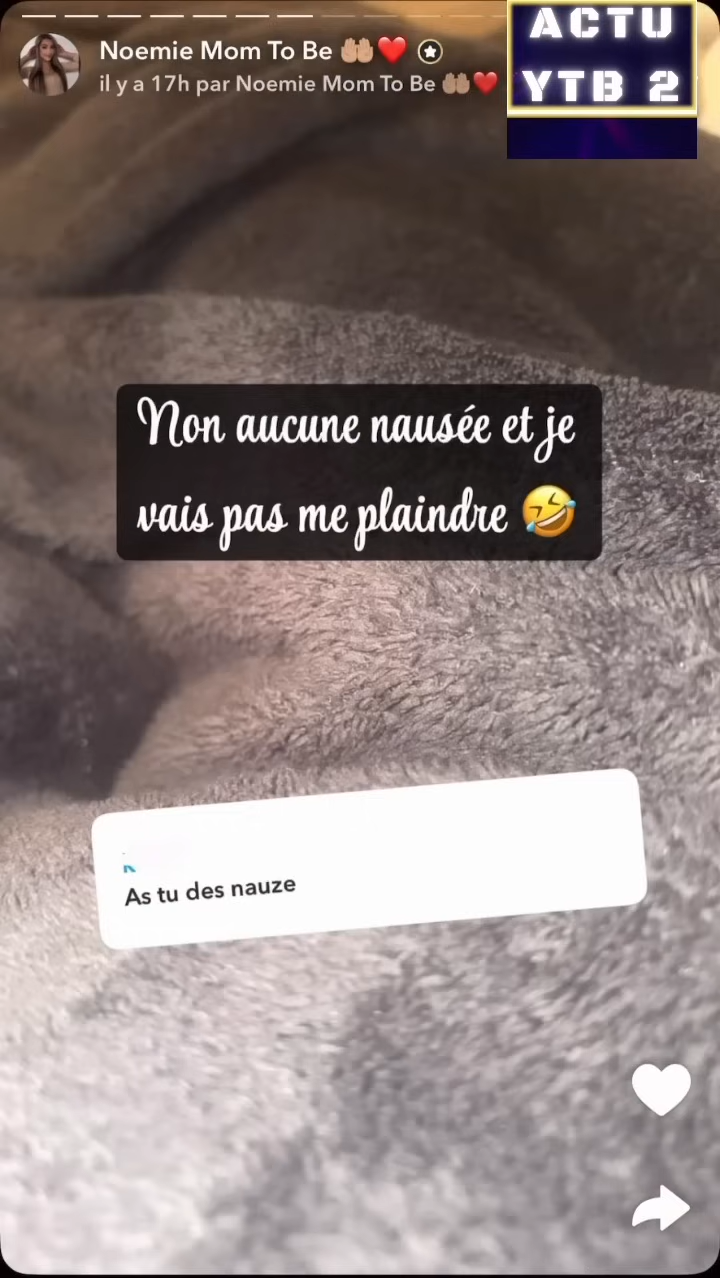 Noemie Mom To Be 🤲🏼❤️
il y a 17h par Noemie Mom To Be 🤲🏼❤️
ACTU
YTB 2
Non aucune nausée et je
vais pas me plaindre 🤣
As tu des nauze